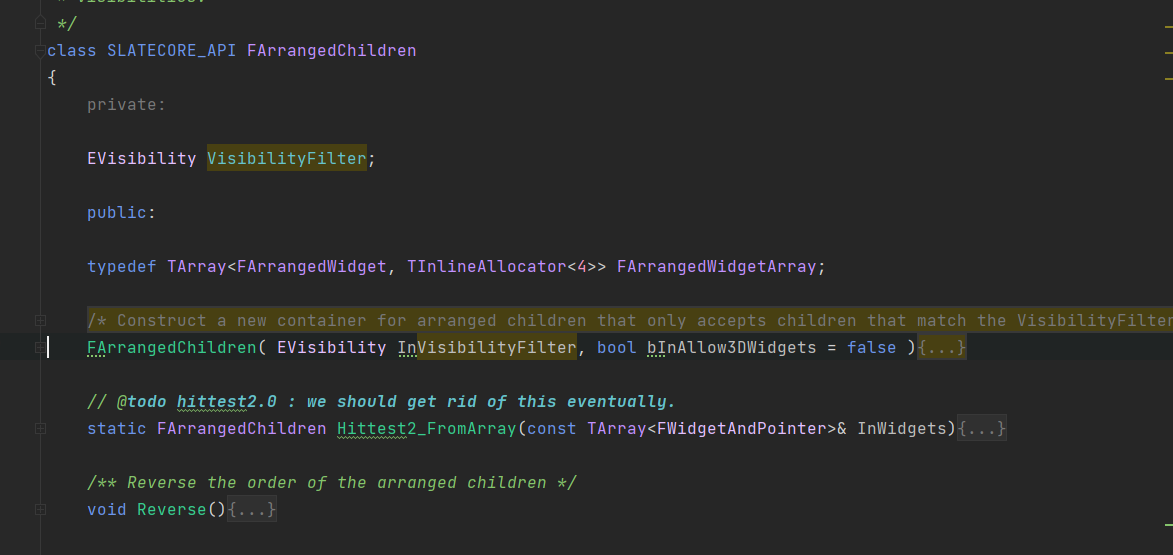 */
class SLATECORE_API FArrangedChildren
{
private:
EVisibility VisibilityFilter;
public:
typedef TArray<FArrangedWidget, TInlineAllocator<4>> FArrangedWidgetArray;
/* Construct a new container for arranged children that only accepts children that match the VisibilityFilter
FArrangedChildren( EVisibility InVisibilityFilter, bool bInAllow3DWidgets = false ){...}
// @todo hittest2.0 : we should get rid of this eventually.
static FArrangedChildren Hittest2_FromArray(const TArray<FWidgetAndPointer>& InWidgets){...}
/** Reverse the order of the arranged children */
void Reverse(){...}